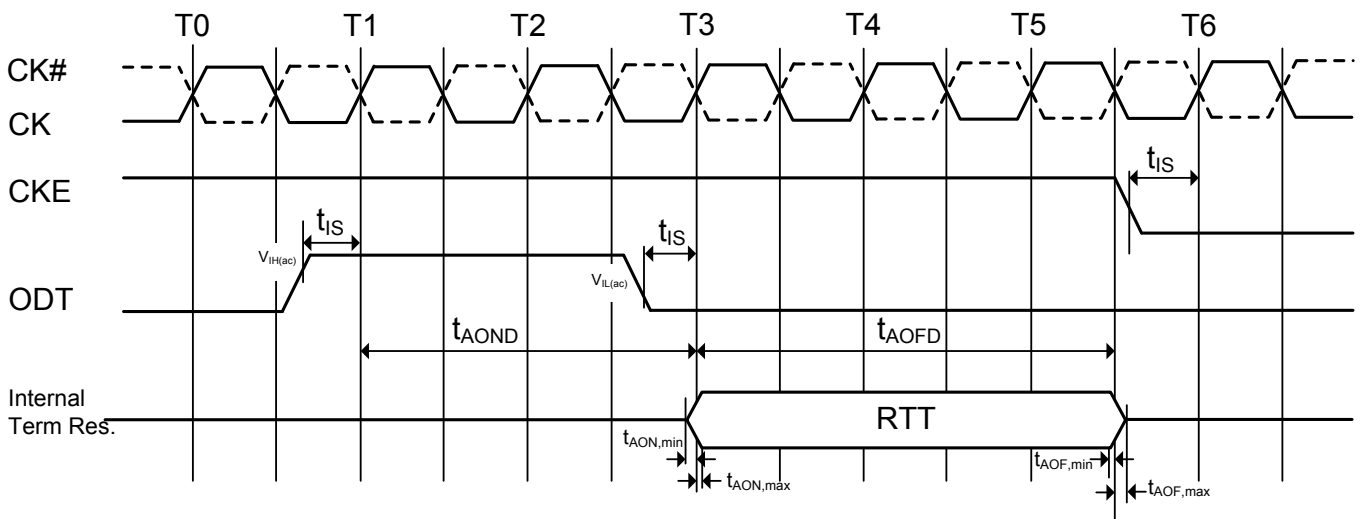 T0 T1 T2 T3 T4 T5 T6
CK#
CK
CKE
tIS
tIS
tIS
VIH(ac)
VIL(ac)
ODT
tAOND
tAOFD
Internal
Term Res.
RTT
tAON,min
tAOF,min
tAON,max
tAOF,max